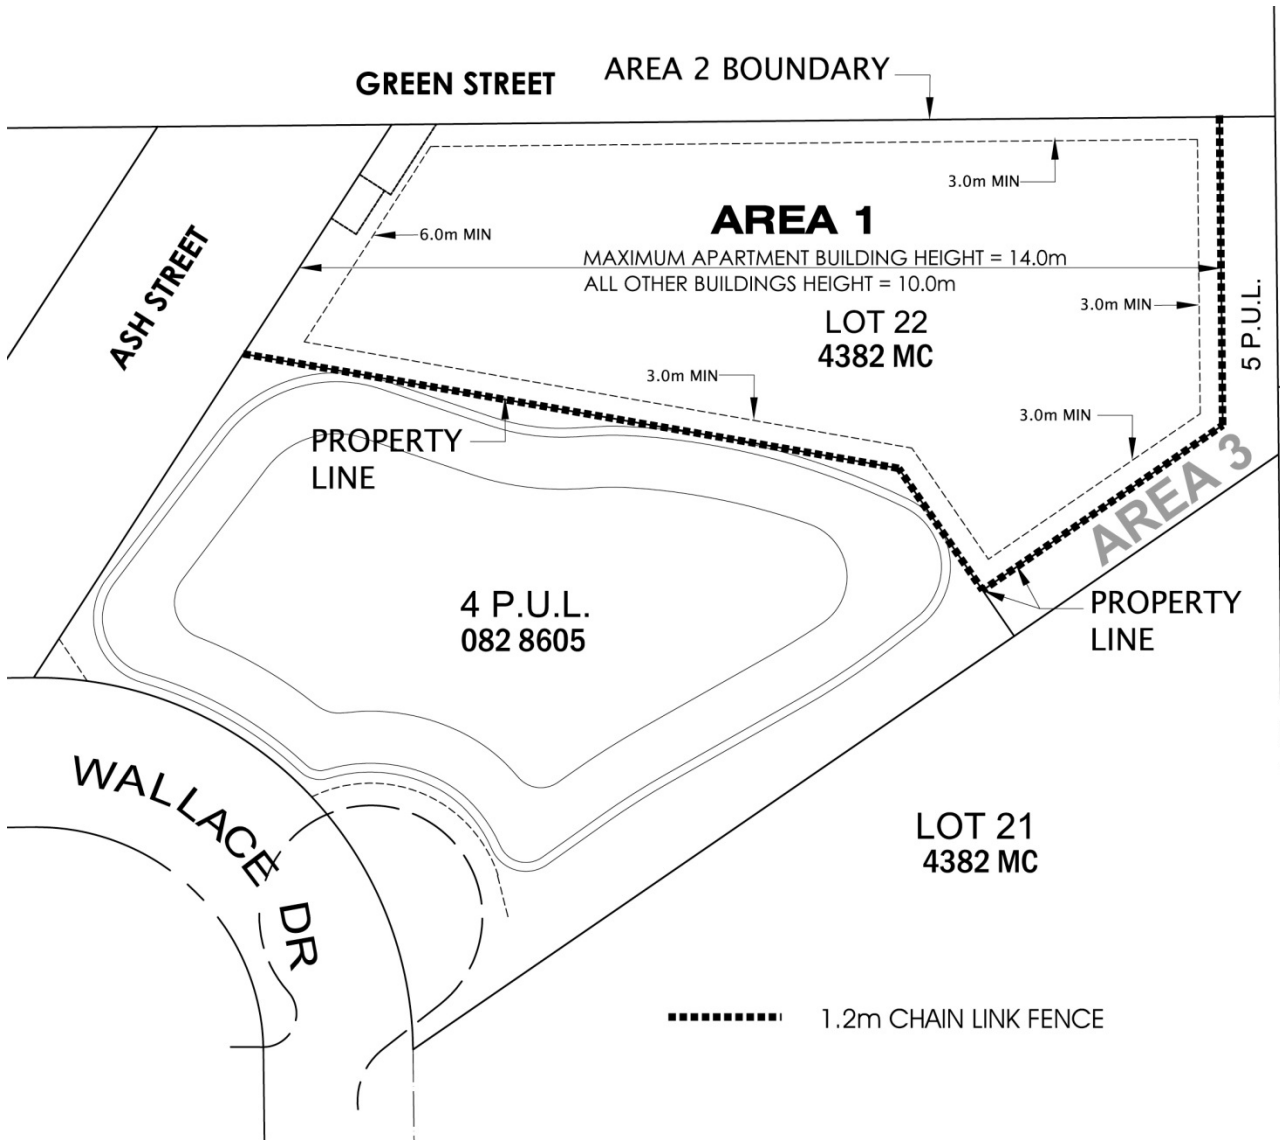 GREEN STREET
AREA 2 BOUNDARY
3.0m MIN
AREA 1
6.0m MIN
MAXIMUM APARTMENT BUILDING HEIGHT = 14.0m
ALL OTHER BUILDINGS HEIGHT = 10.0m
ASH STREET
3.0m MIN
LOT 22
4382 MC
5 P.U.L.
3.0m MIN
3.0m MIN
PROPERTY
LINE
AREA 3
4 P.U.L.
082 8605
PROPERTY
LINE
WALLACE DR
LOT 21
4382 MC
1.2m CHAIN LINK FENCE